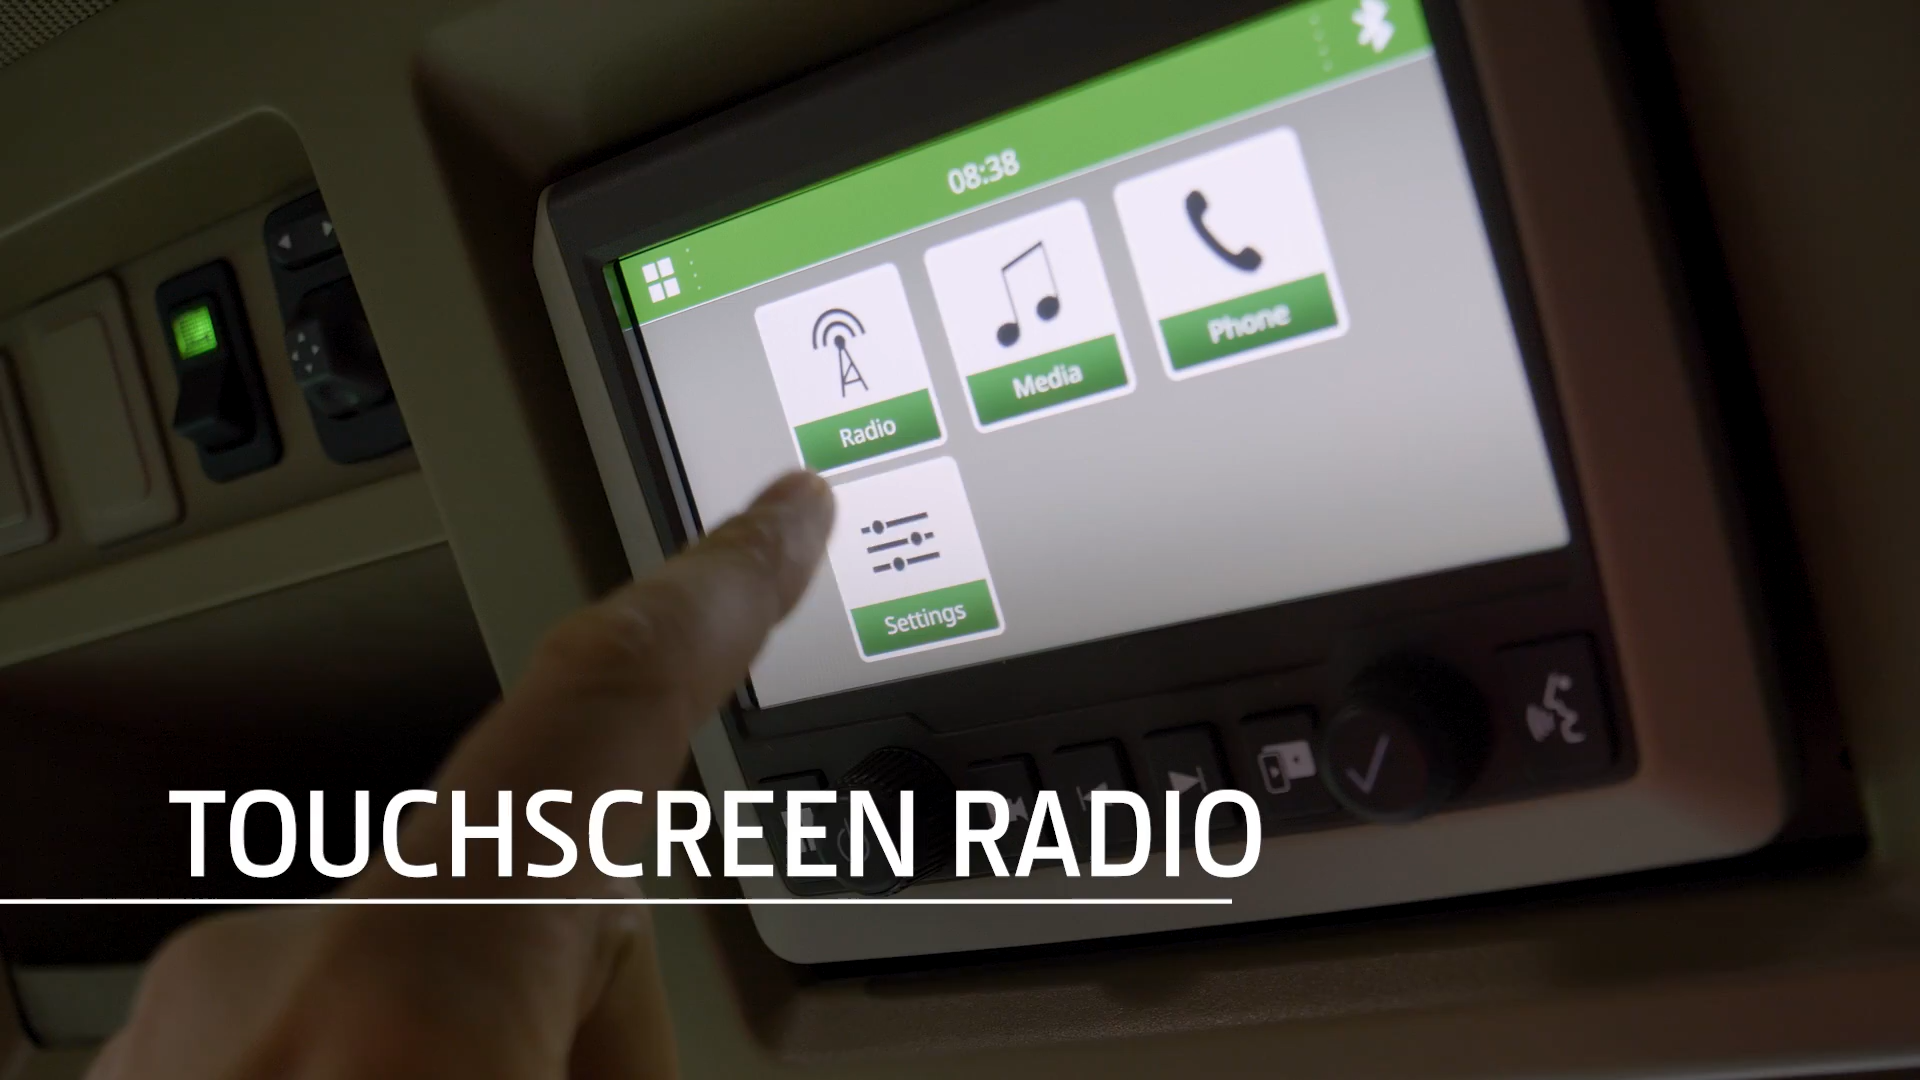 08:38
Radio
Media
Phone
Settings
TOUCHSCREEN RADIO